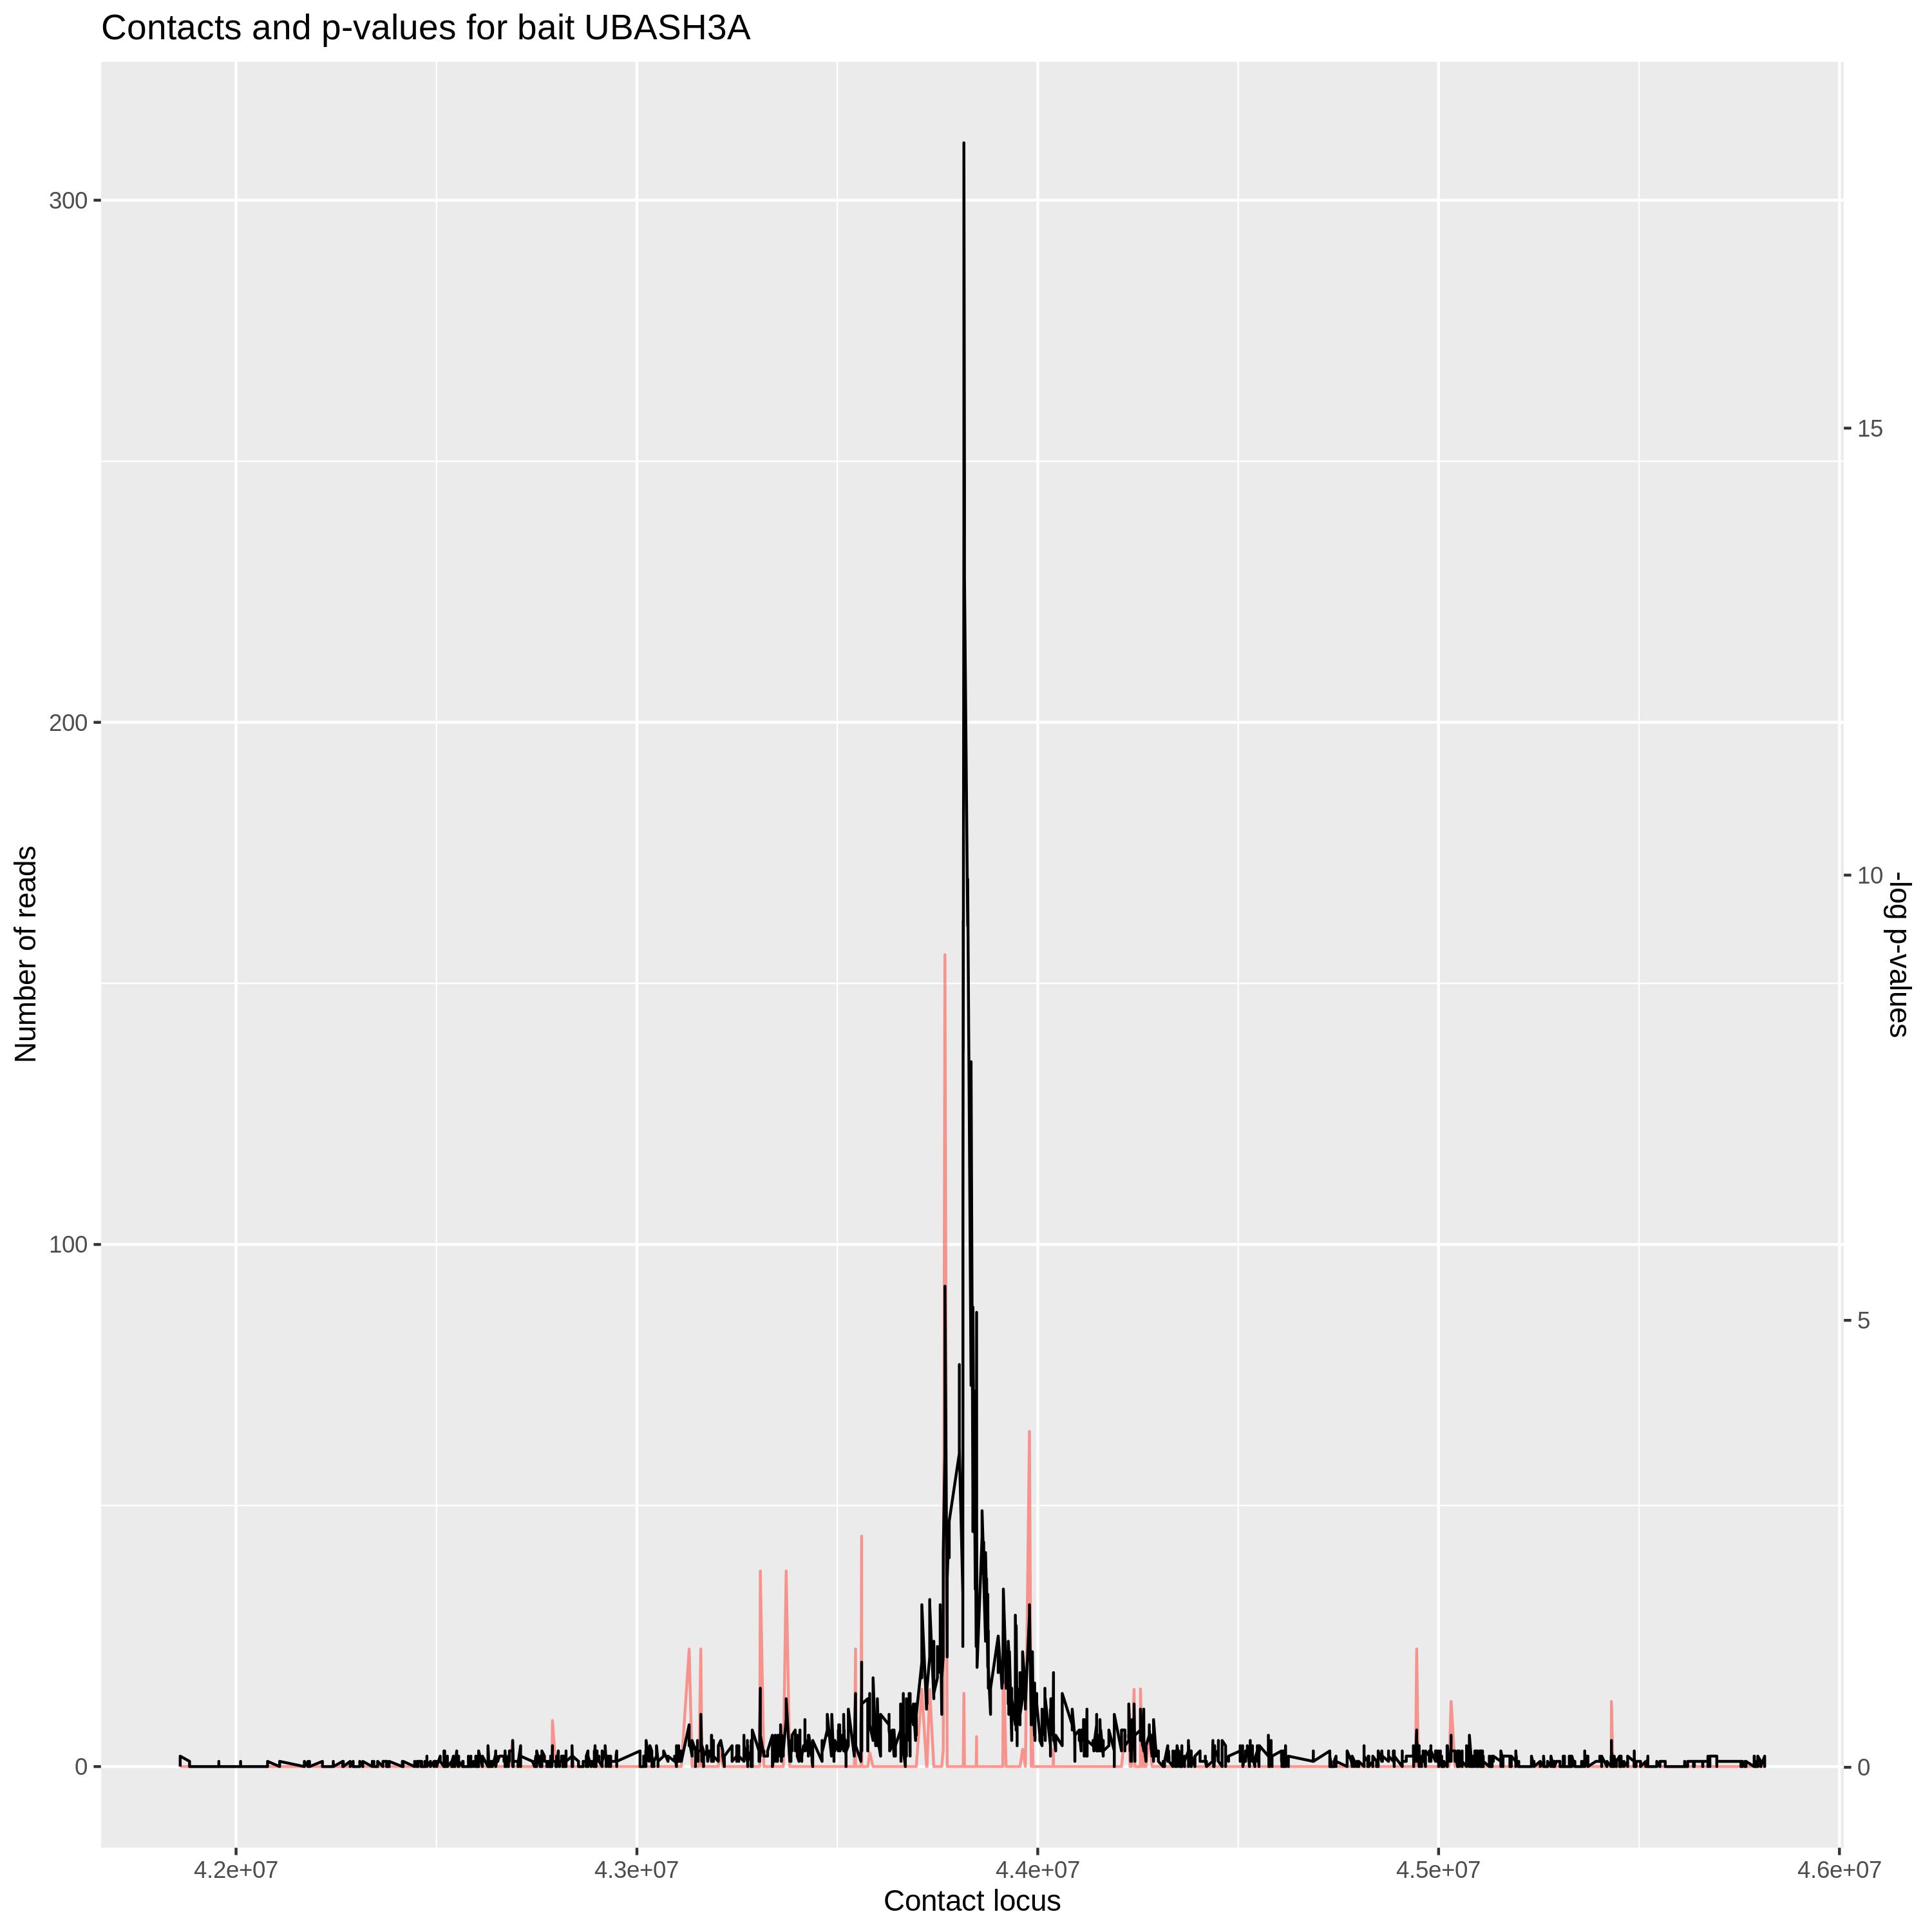 Contacts and p-values for bait UBASH3A
300
200
100
0
Number of reads
15
10
5
0
-log p-values
4.2e+07 4.3e+07 4.4e+07 4.5e+07 4.6e+07
Contact locus